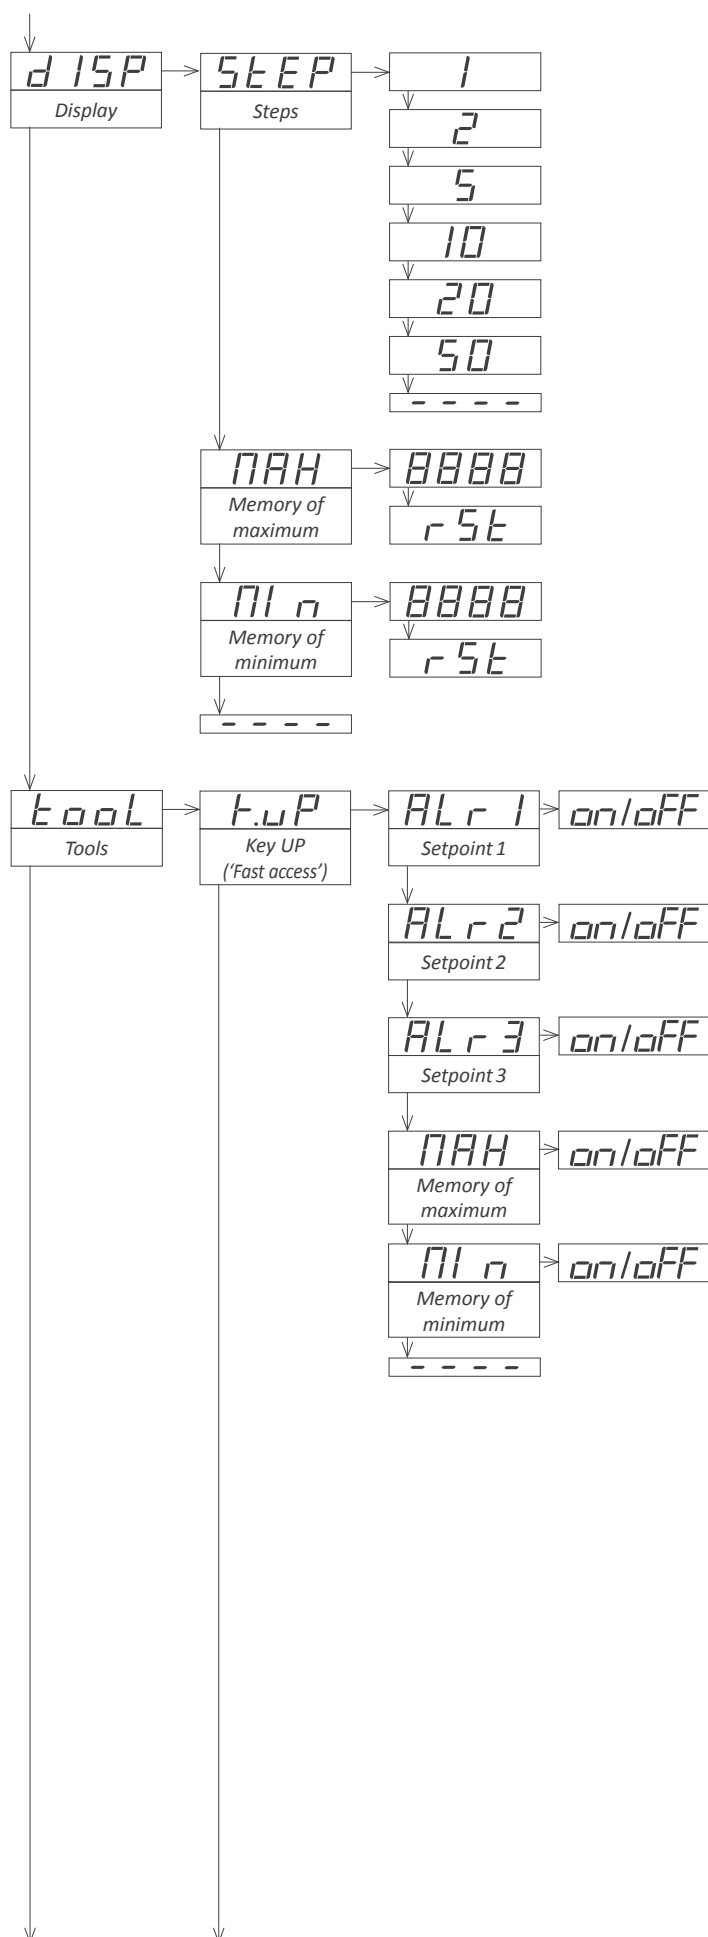 dISP StEP 1
Display Steps
2
5
10
20
50
----
MAH 8888
Memory of
maximum
rSt
MIn 8888
Memory of
minimum
rSt
----
tooL k.uP ALr1 on/oFF
Tools Key UP Setpoint 1
('Fast access')
ALr2 on/oFF
Setpoint 2
ALr3 on/oFF
Setpoint 3
MAH on/oFF
Memory of
maximum
MIn on/oFF
Memory of
minimum
----